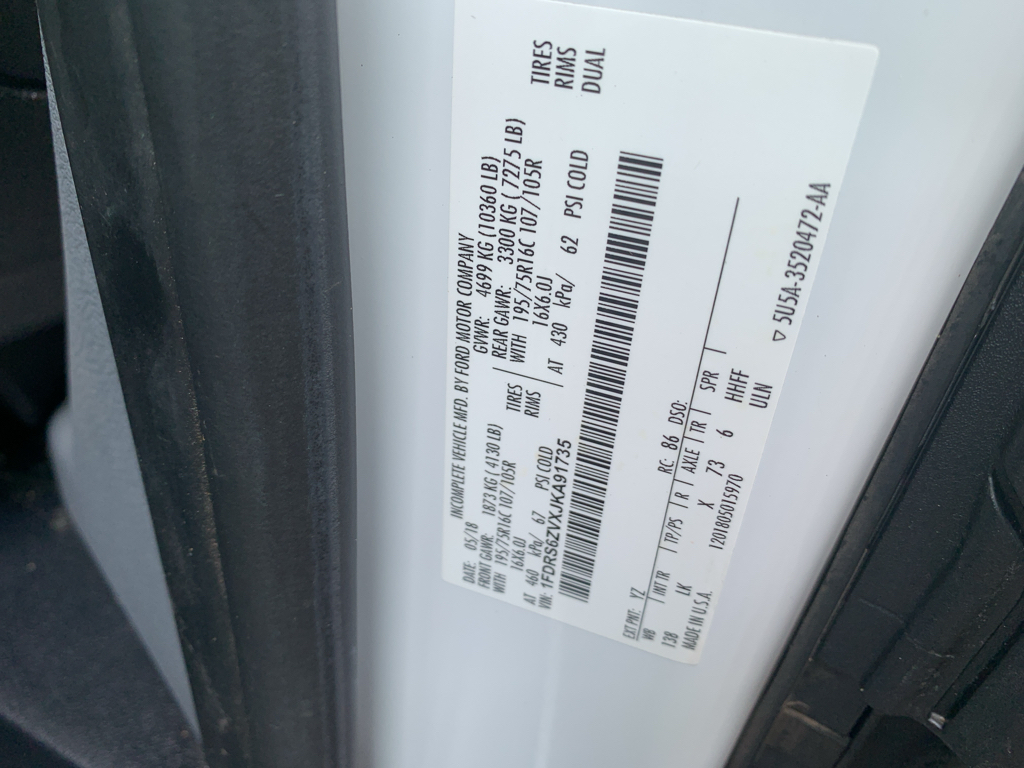 INCOMPLETE VEHICLE MFD. BY FORD MOTOR COMPANY
DATE: 05/18 GVWR: 4699 KG (10360 LB)
FRONT GAWR: 1873 KG (4130 LB) REAR GAWR: 3300 KG (7275 LB)
WITH 195/75R16C 107/105R TIRES WITH 195/75R16C 107/105R TIRES
16X6.0J RIMS 16X6.0J RIMS
AT 460 kPa/ 67 PSI COLD AT 430 kPa/ 62 PSI COLD DUAL
VIN: 1FDRS6ZVXJKA91735
EXT PNT: YZ RC: 86 DSO:
WB INT TR TP/PS R AXLE TR SPR
138 LK X 73 6 HHFF
MADE IN U.S.A. 120180501S970 ULN
▽ 5U5A-3520472-AA